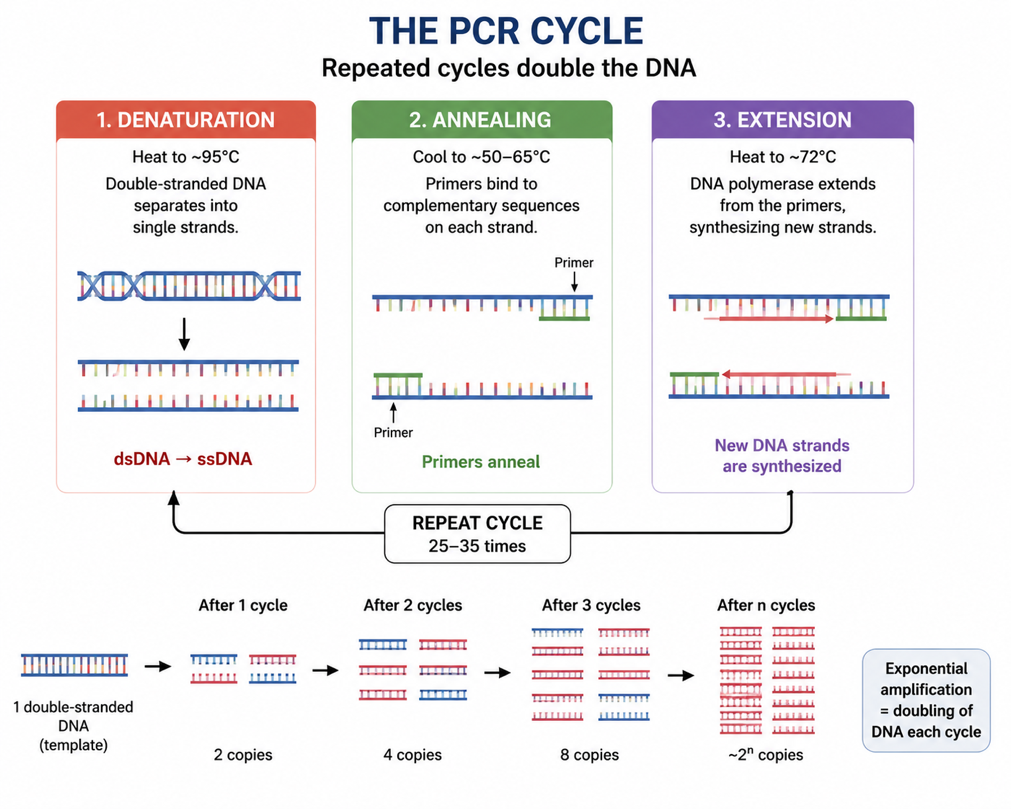 THE PCR CYCLE
Repeated cycles double the DNA
1. DENATURATION
Heat to ~95°C
Double-stranded DNA
separates into
single strands.
dsDNA → ssDNA
2. ANNEALING
Cool to ~50–65°C
Primers bind to
complementary sequences
on each strand.
Primer
Primer
Primers anneal
3. EXTENSION
Heat to ~72°C
DNA polymerase extends
from the primers,
synthesizing new strands.
New DNA strands
are synthesized
REPEAT CYCLE
25–35 times
1 double-stranded
DNA
(template)
After 1 cycle
2 copies
After 2 cycles
4 copies
After 3 cycles
8 copies
After n cycles
~2ⁿ copies
Exponential
amplification
= doubling of
DNA each cycle